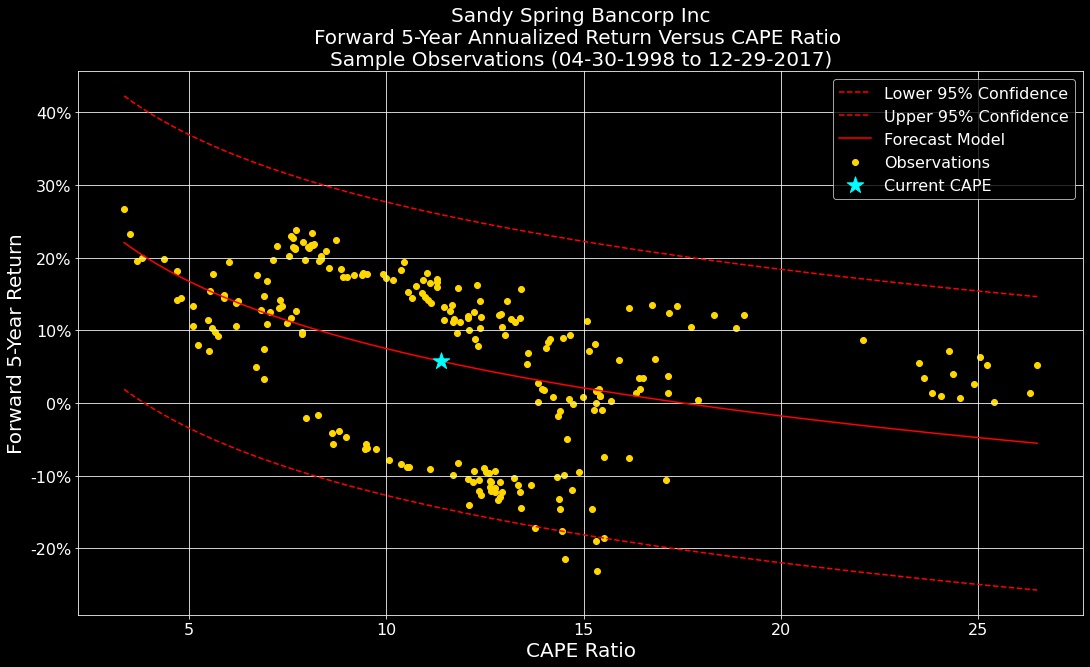 Sandy Spring Bancorp Inc
Forward 5-Year Annualized Return Versus CAPE Ratio
Sample Observations (04-30-1998 to 12-29-2017)
Lower 95% Confidence
Upper 95% Confidence
Forecast Model
Observations
Current CAPE
Forward 5-Year Return
40%
30%
20%
10%
0%
-10%
-20%
5
10
15
20
25
CAPE Ratio